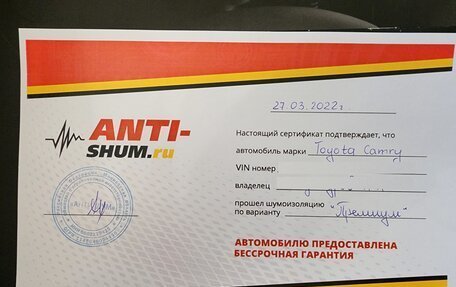 27.03.2022г.
ANTI-
SHUM.ru
Настоящий сертификат подтверждает, что
автомобиль марки Toyota Camry
VIN номер
владелец
прошел шумоизоляцию
по варианту "Премиум"
АВТОМОБИЛЮ ПРЕДОСТАВЛЕНА
БЕССРОЧНАЯ ГАРАНТИЯ